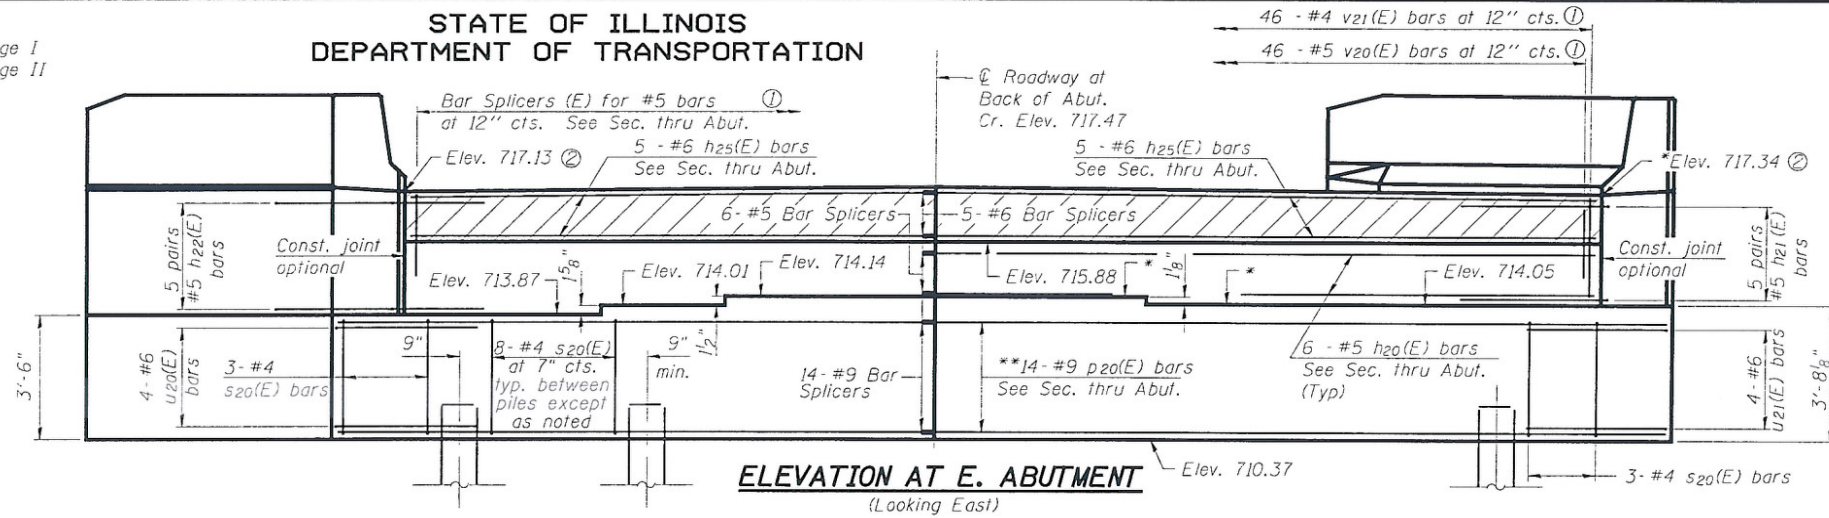 STATE OF ILLINOIS
DEPARTMENT OF TRANSPORTATION
ge I
ge II
46 - #4 v21(E) bars at 12" cts. ①
46 - #5 v20(E) bars at 12" cts. ①
℄ Roadway at
Back of Abut.
Cr. Elev. 717.47
Bar Splicers (E) for #5 bars ①
at 12" cts. See Sec. thru Abut.
Elev. 717.13 ②
5 - #6 h25(E) bars
See Sec. thru Abut.
5 - #6 h25(E) bars
See Sec. thru Abut.
*Elev. 717.34 ②
6- #5 Bar Splicers
5- #6 Bar Splicers
5 pairs
#5 h22(E)
bars
Const. joint
optional
Elev. 713.87
1 5/8"
Elev. 714.01
Elev. 714.14
Elev. 715.88
*
1 1/8"
*
Elev. 714.05
Const. joint
optional
5 pairs
#5 h21(E)
bars
3'-6"
4- #6
u20(E)
bars
3- #4
s20(E) bars
9"
8- #4 s20(E)
at 7" cts.
typ. between
piles except
as noted
9"
min.
1 1/2"
14- #9 Bar
Splicers
**14- #9 p20(E) bars
See Sec. thru Abut.
6 - #5 h20(E) bars
See Sec. thru Abut.
(Typ)
4- #6
u21(E) bars
3'-8 1/8"
Elev. 710.37
3- #4 s20(E) bars
ELEVATION AT E. ABUTMENT
(Looking East)